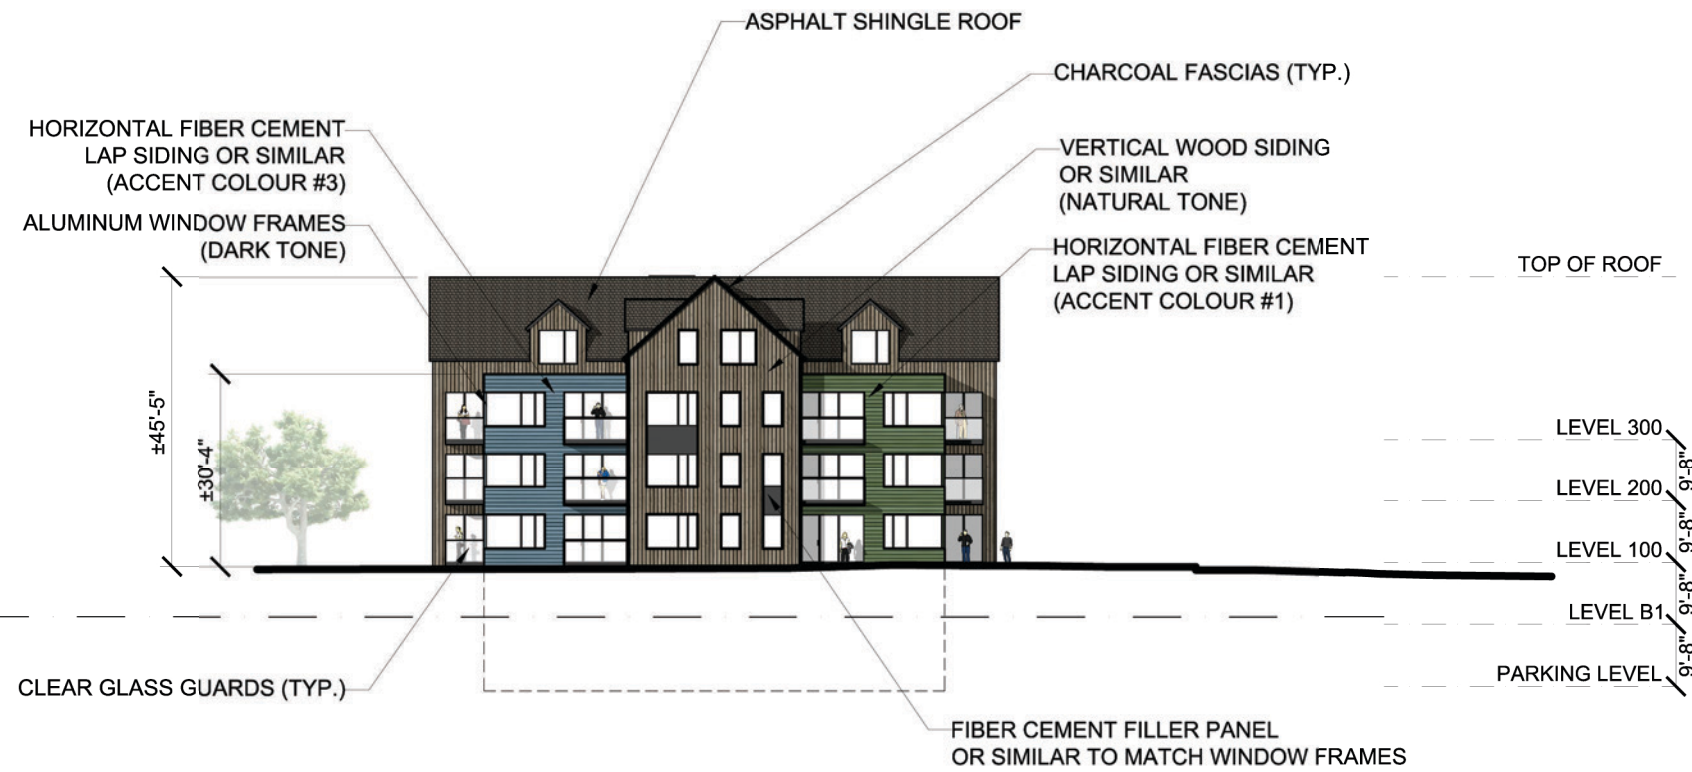 ASPHALT SHINGLE ROOF
CHARCOAL FASCIAS (TYP.)
HORIZONTAL FIBER CEMENT
LAP SIDING OR SIMILAR
(ACCENT COLOUR #3)
VERTICAL WOOD SIDING
OR SIMILAR
(NATURAL TONE)
ALUMINUM WINDOW FRAMES
(DARK TONE)
HORIZONTAL FIBER CEMENT
LAP SIDING OR SIMILAR
(ACCENT COLOUR #1)
TOP OF ROOF
±45'-5"
±30'-4"
LEVEL 300
9'-8"
LEVEL 200
9'-8"
LEVEL 100
9'-8"
LEVEL B1
9'-8"
PARKING LEVEL
CLEAR GLASS GUARDS (TYP.)
FIBER CEMENT FILLER PANEL
OR SIMILAR TO MATCH WINDOW FRAMES